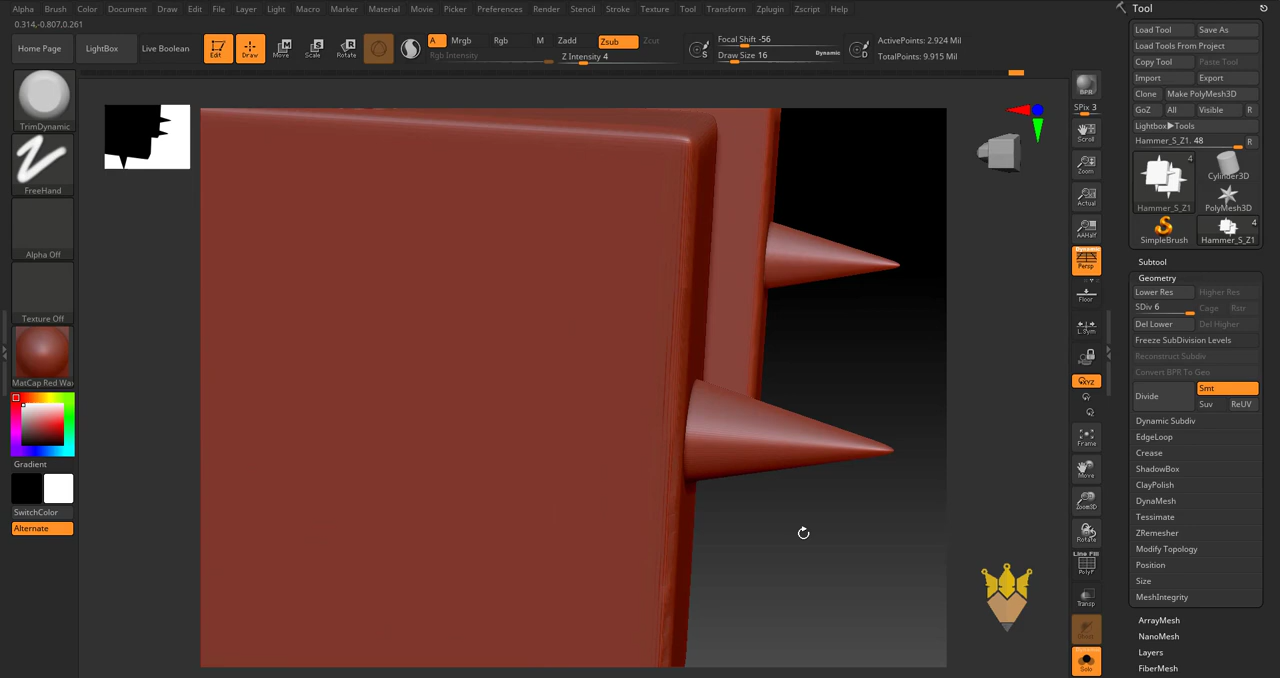 Alpha Brush Color Document Draw Edit File Layer Light Macro Marker Material Movie Picker Preferences Render Stencil Stroke Texture Tool Transform Zplugin Zscript Help
0.314,-0.807,0.261
Home Page LightBox Live Boolean Edit Draw Move Scale Rotate A Mrgb Rgb M Zadd Zsub Zcut Focal Shift -56 ActivePoints: 2.924 Mil
Rgb Intensity Z Intensity 4 S Draw Size 16 Dynamic D TotalPoints: 9.915 Mil
TrimDynamic
FreeHand
Alpha Off
Texture Off
MatCap Red Wax
Gradient
SwitchColor
Alternate
BPR
SPix 3
Scroll
Zoom
Actual
AAHalf
Dynamic
Persp
Floor
L.Sym
XYZ
Frame
Move
Zoom3D
Rotate
Line Fill
PolyF
Transp
Solo
Tool
Load Tool Save As
Load Tools From Project
Copy Tool Paste Tool
Import Export
Clone Make PolyMesh3D
GoZ All Visible R
Lightbox▶Tools
Hammer_S_Z1. 48 R
4
Cylinder3D
Hammer_S_Z1 PolyMesh3D
4
SimpleBrush Hammer_S_Z1
Subtool
Geometry
Lower Res Higher Res
SDiv 6 Cage Rstr
Del Lower Del Higher
Freeze SubDivision Levels
Reconstruct Subdiv
Convert BPR To Geo
Divide Smt
Suv ReUV
Dynamic Subdiv
EdgeLoop
Crease
ShadowBox
ClayPolish
DynaMesh
Tessimate
ZRemesher
Modify Topology
Position
Size
MeshIntegrity
ArrayMesh
NanoMesh
Layers
FiberMesh